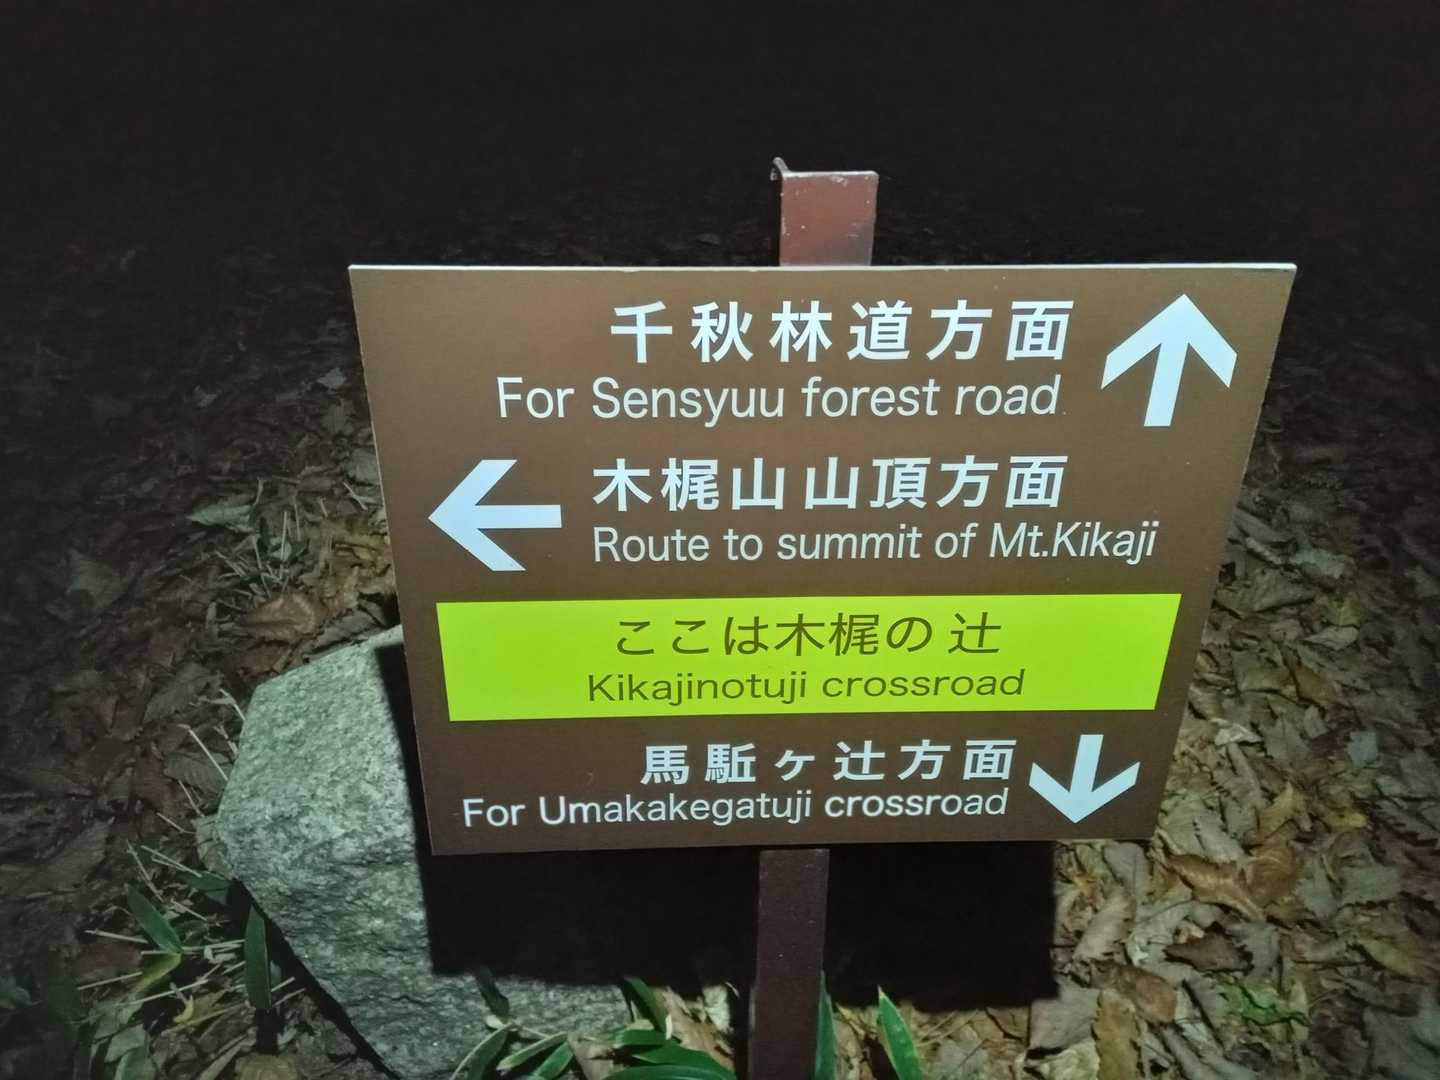 千秋林道方面
For Sensyuu forest road
木梶山山頂方面
Route to summit of Mt.Kikaji
ここは木梶の辻
Kikajinotuji crossroad
馬駈ヶ辻方面
For Umakakegatuji crossroad